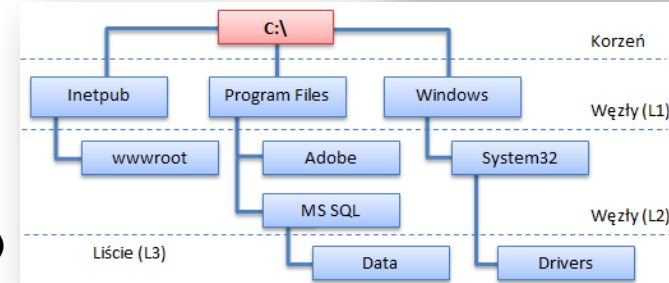 C:\
Korzeń
Inetpub Program Files Windows
Węzły (L1)
wwwroot Adobe System32
MS SQL
Węzły (L2)
Liście (L3)
Data Drivers
)